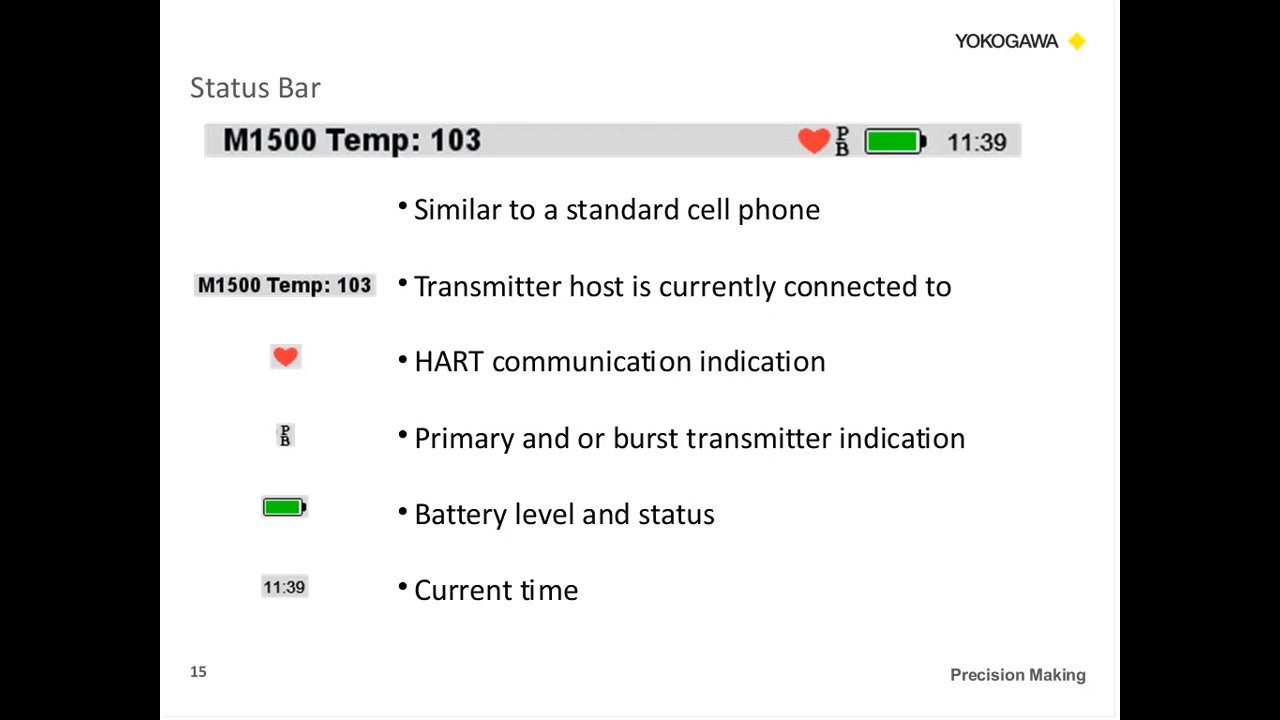 YOKOGAWA
Status Bar
M1500 Temp: 103 P B 11:39
• Similar to a standard cell phone
M1500 Temp: 103 • Transmitter host is currently connected to
• HART communication indication
P B • Primary and or burst transmitter indication
• Battery level and status
11:39 • Current time
15 Precision Making